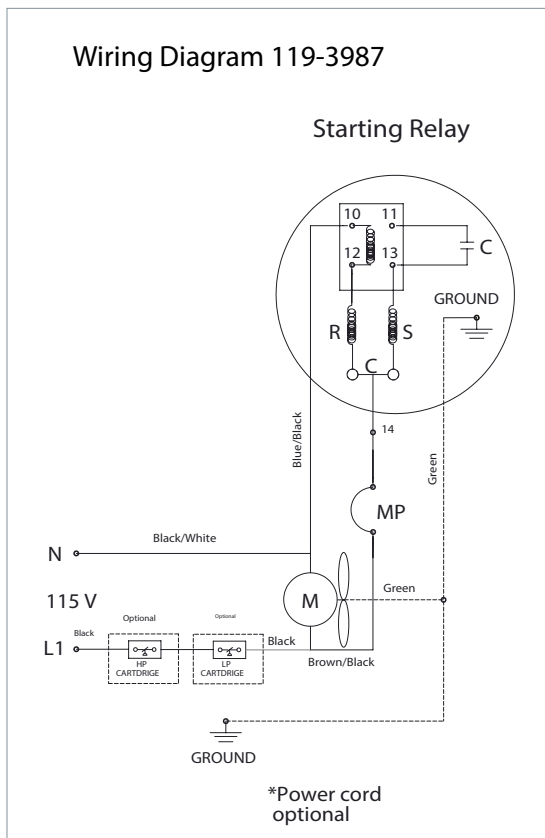 Wiring Diagram 119-3987
Starting Relay
10
11
12
13
C
GROUND
R
S
C
14
Blue/Black
Green
MP
Black/White
N
M
Green
115 V
Optional
Optional
Black
L1
Black
HP
CARTDRIGE
LP
CARTDRIGE
Brown/Black
GROUND
*Power cord
optional